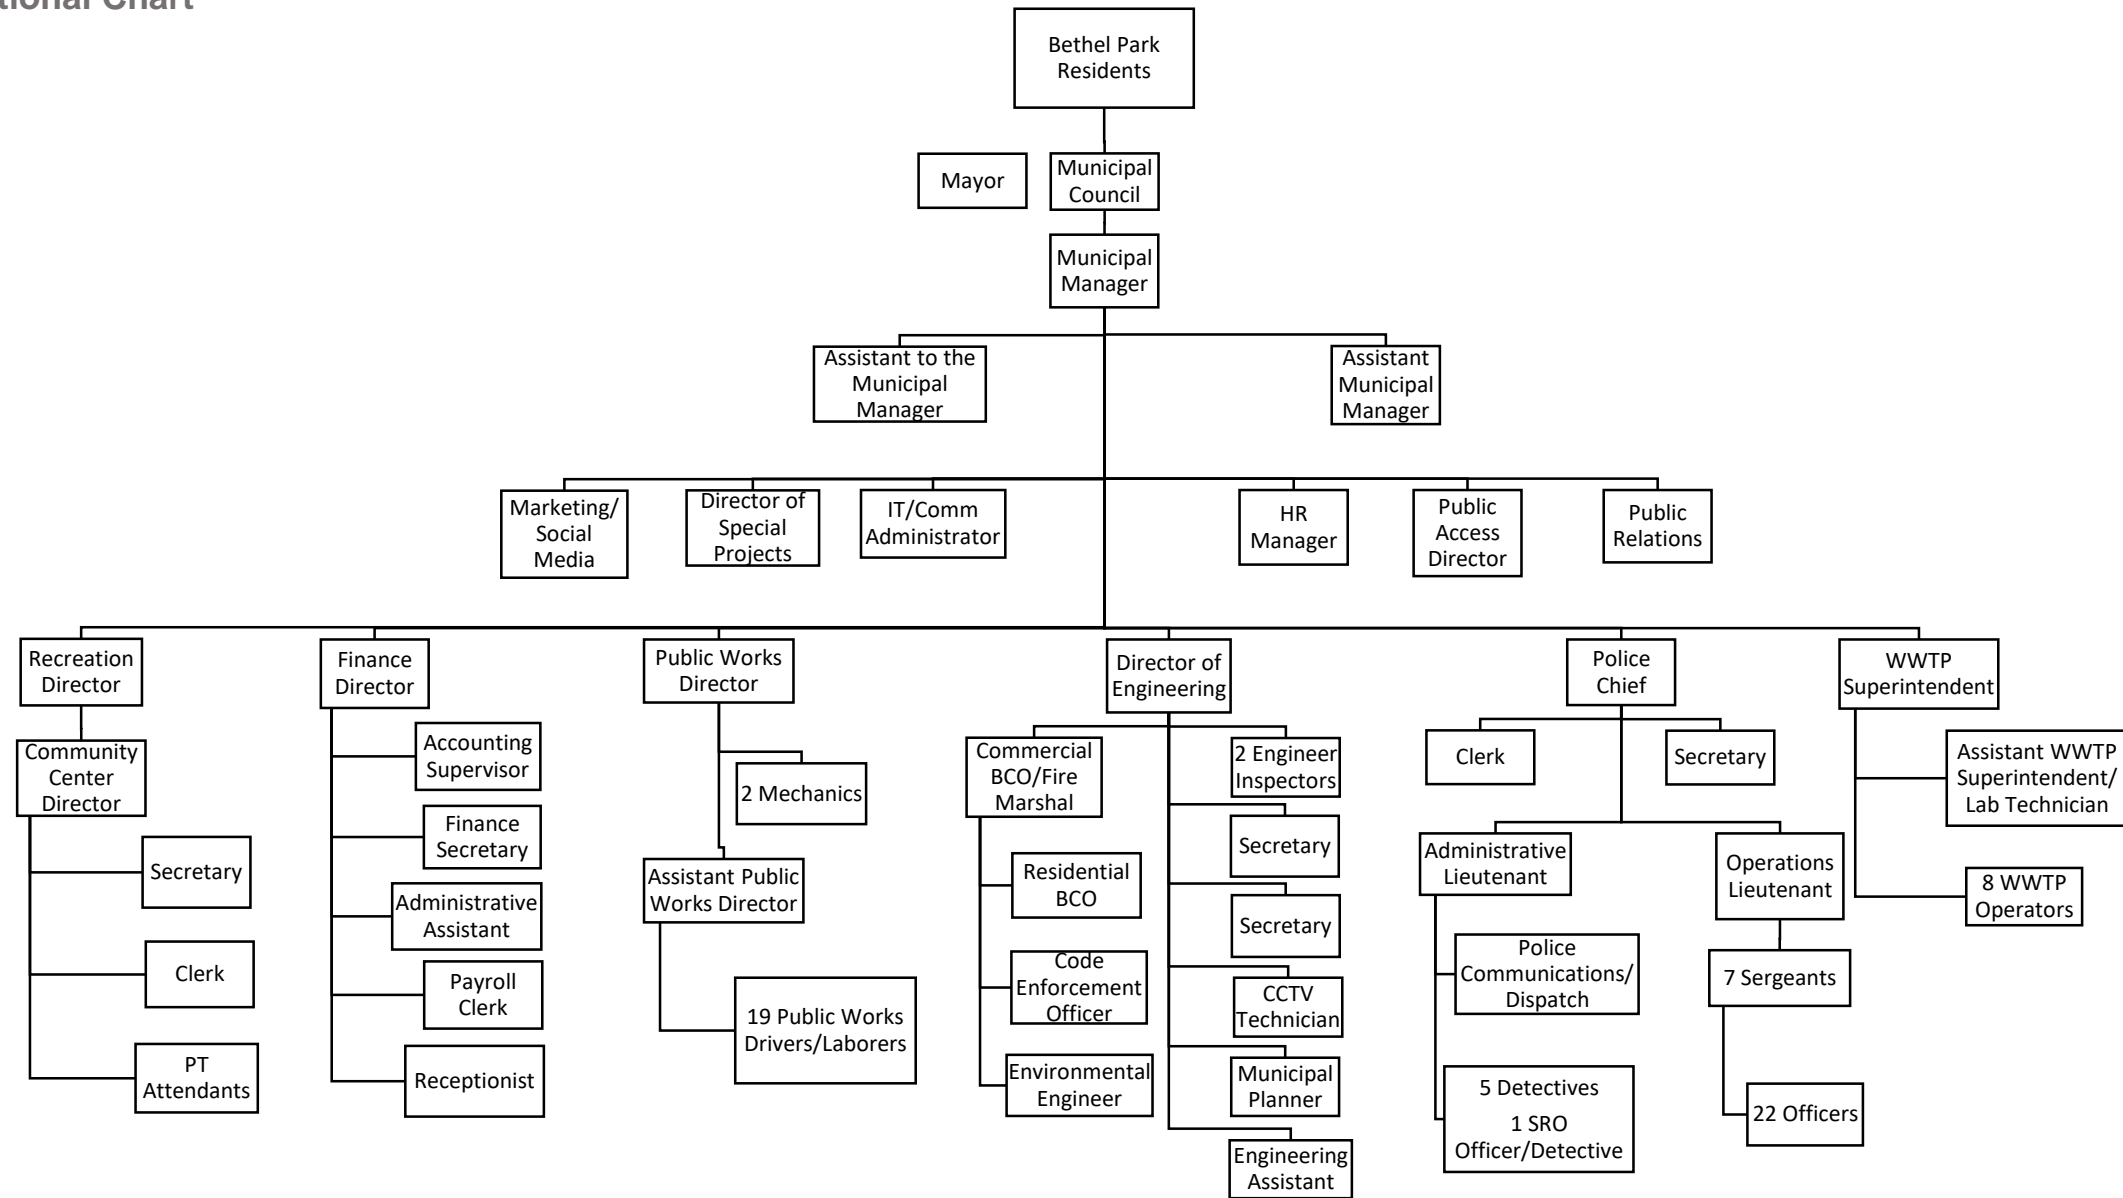 tional Chart
Bethel Park
Residents
Mayor
Municipal
Council
Municipal
Manager
Assistant to the
Municipal
Manager
Assistant
Municipal
Manager
Marketing/
Social
Media
Director of
Special
Projects
IT/Comm
Administrator
HR
Manager
Public
Access
Director
Public
Relations
Recreation
Director
Community
Center
Director
Secretary
Clerk
PT
Attendants
Finance
Director
Accounting
Supervisor
Finance
Secretary
Administrative
Assistant
Payroll
Clerk
Receptionist
Public Works
Director
2 Mechanics
Assistant Public
Works Director
19 Public Works
Drivers/Laborers
Director of
Engineering
Commercial
BCO/Fire
Marshal
Residential
BCO
Code
Enforcement
Officer
Environmental
Engineer
2 Engineer
Inspectors
Secretary
Secretary
CCTV
Technician
Municipal
Planner
Engineering
Assistant
Police
Chief
Clerk
Secretary
Administrative
Lieutenant
Police
Communications/
Dispatch
5 Detectives
1 SRO
Officer/Detective
Operations
Lieutenant
7 Sergeants
22 Officers
WWTP
Superintendent
Assistant WWTP
Superintendent/
Lab Technician
8 WWTP
Operators